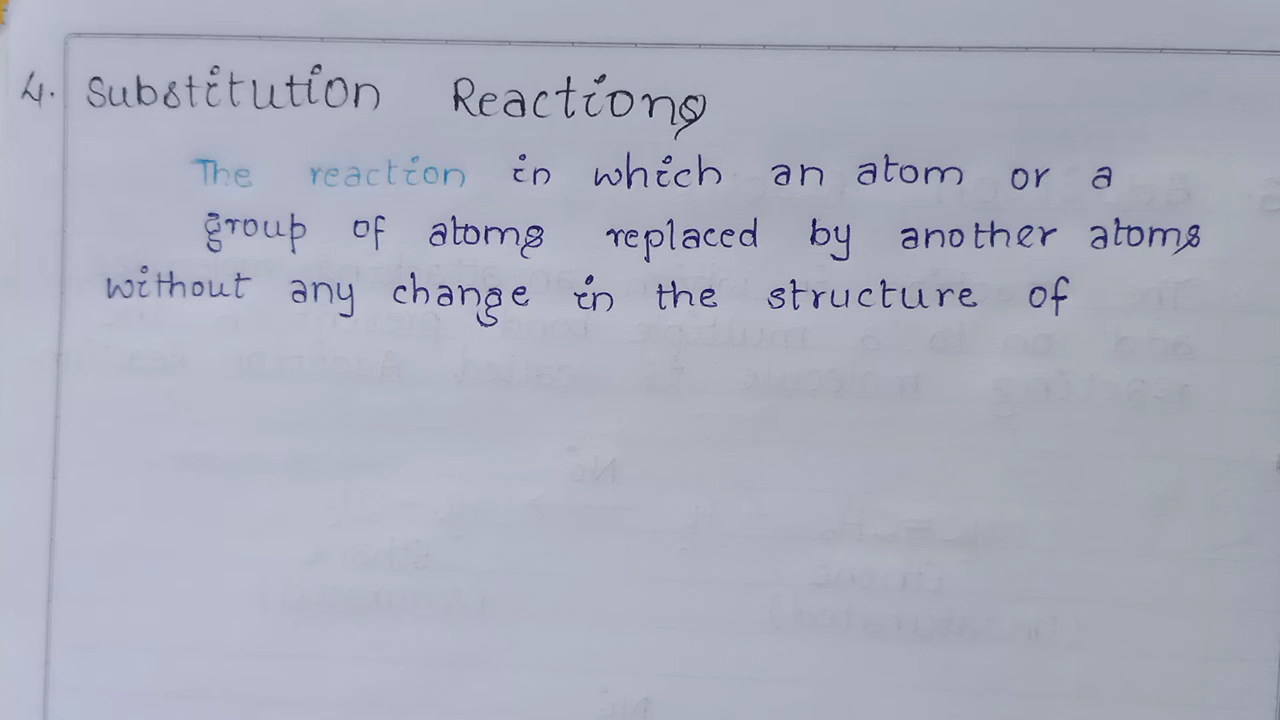 4. Substitution Reactions
The reaction in which an atom or a
group of atoms replaced by another atoms
without any change in the structure of